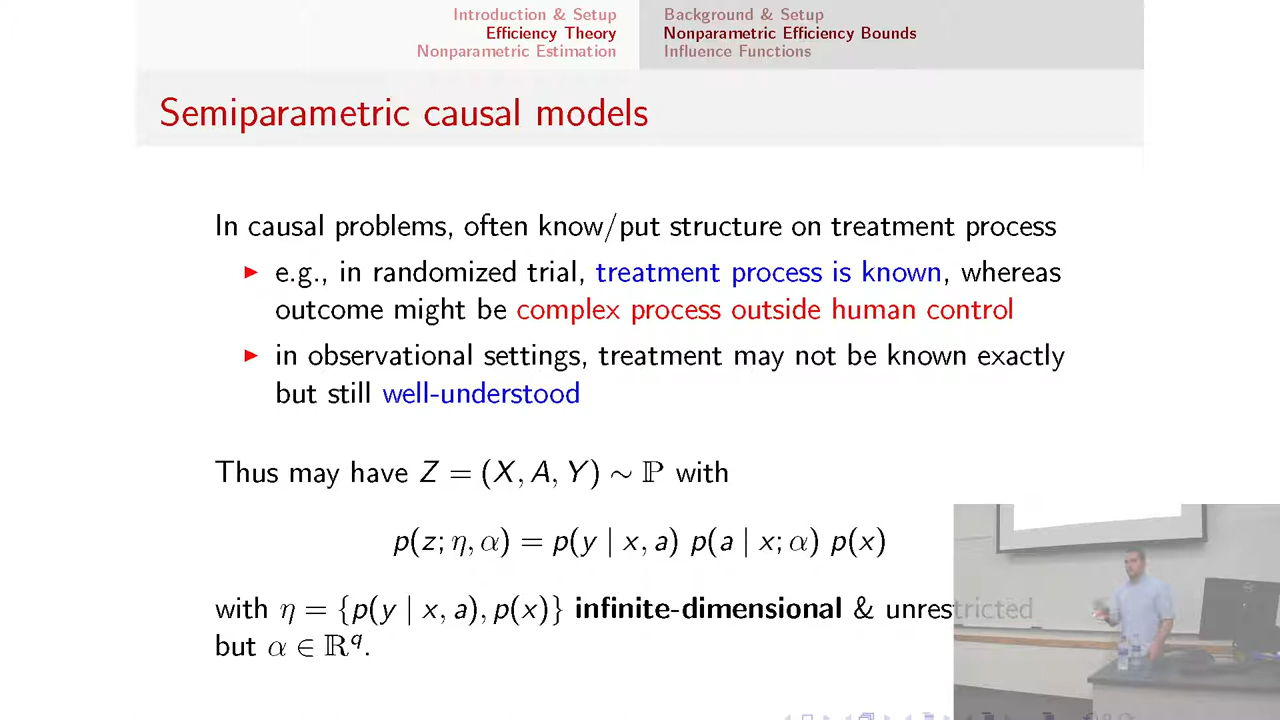 Introduction & Setup
Efficiency Theory
Nonparametric Estimation
Background & Setup
Nonparametric Efficiency Bounds
Influence Functions
Semiparametric causal models
In causal problems, often know/put structure on treatment process
► e.g., in randomized trial, treatment process is known, whereas
outcome might be complex process outside human control
► in observational settings, treatment may not be known exactly
but still well-understood
Thus may have Z = (X, A, Y) ∼ ℙ with
p(z; η, α) = p(y | x, a) p(a | x; α) p(x)
with η = {p(y | x, a), p(x)} infinite-dimensional & unrestricted
but α ∈ ℝ^q.